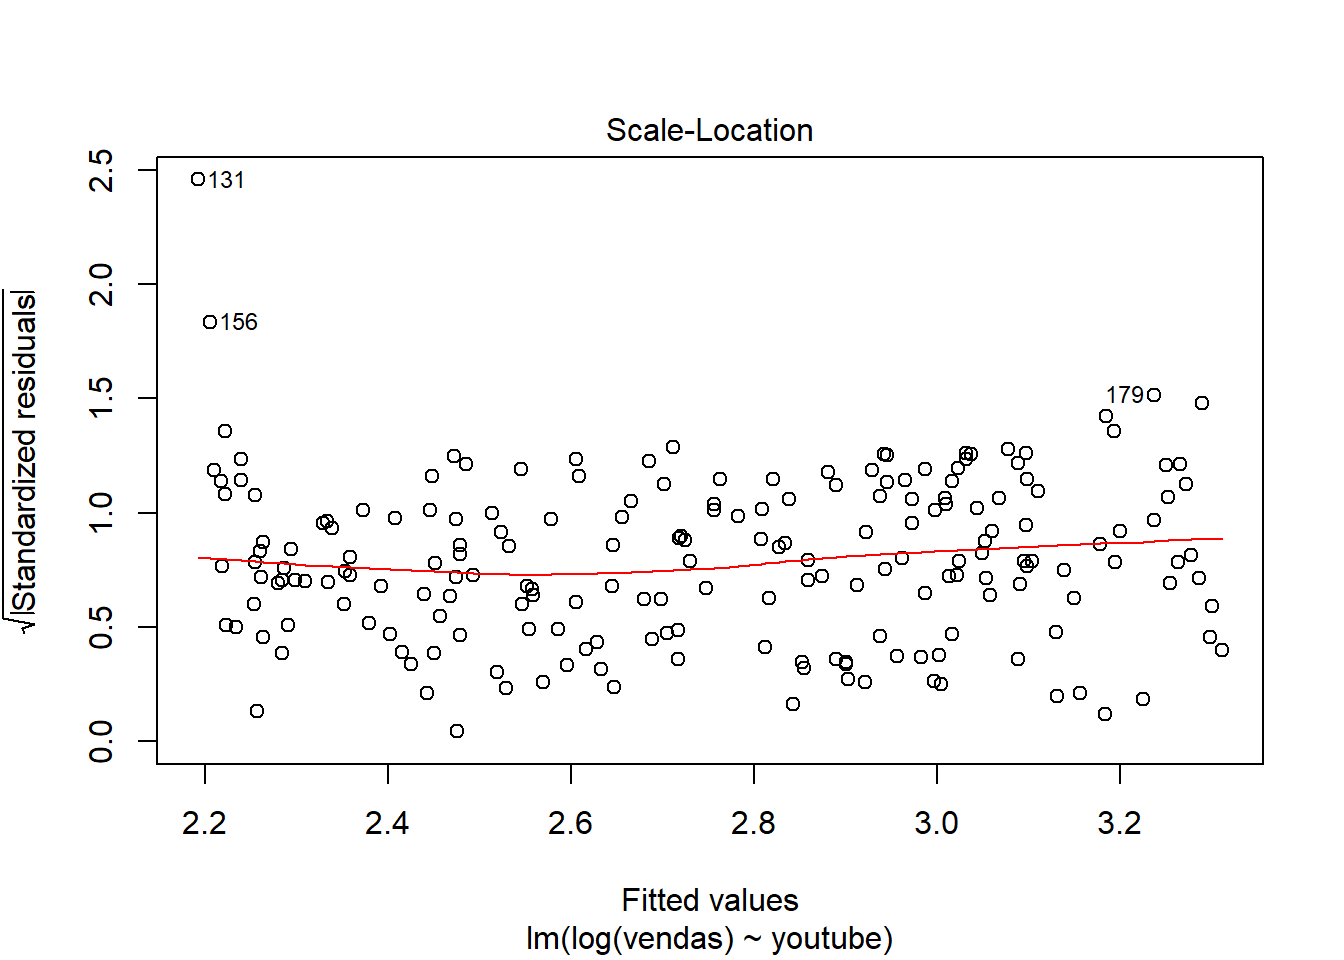 Scale-Location
√|Standardized residuals|
2.5
2.0
1.5
1.0
0.5
0.0
131
156
179
2.2 2.4 2.6 2.8 3.0 3.2
Fitted values
lm(log(vendas) ~ youtube)